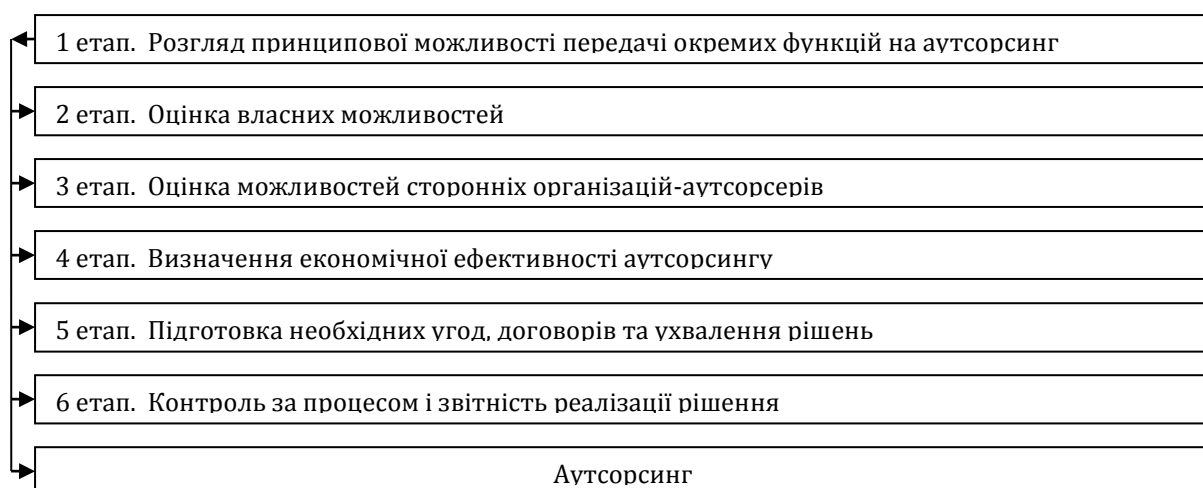 1 етап. Розгляд принципової можливості передачі окремих функцій на аутсорсинг
2 етап. Оцінка власних можливостей
3 етап. Оцінка можливостей сторонніх організацій-аутсорсерів
4 етап. Визначення економічної ефективності аутсорсингу
5 етап. Підготовка необхідних угод, договорів та ухвалення рішень
6 етап. Контроль за процесом і звітність реалізації рішення
Аутсорсинг